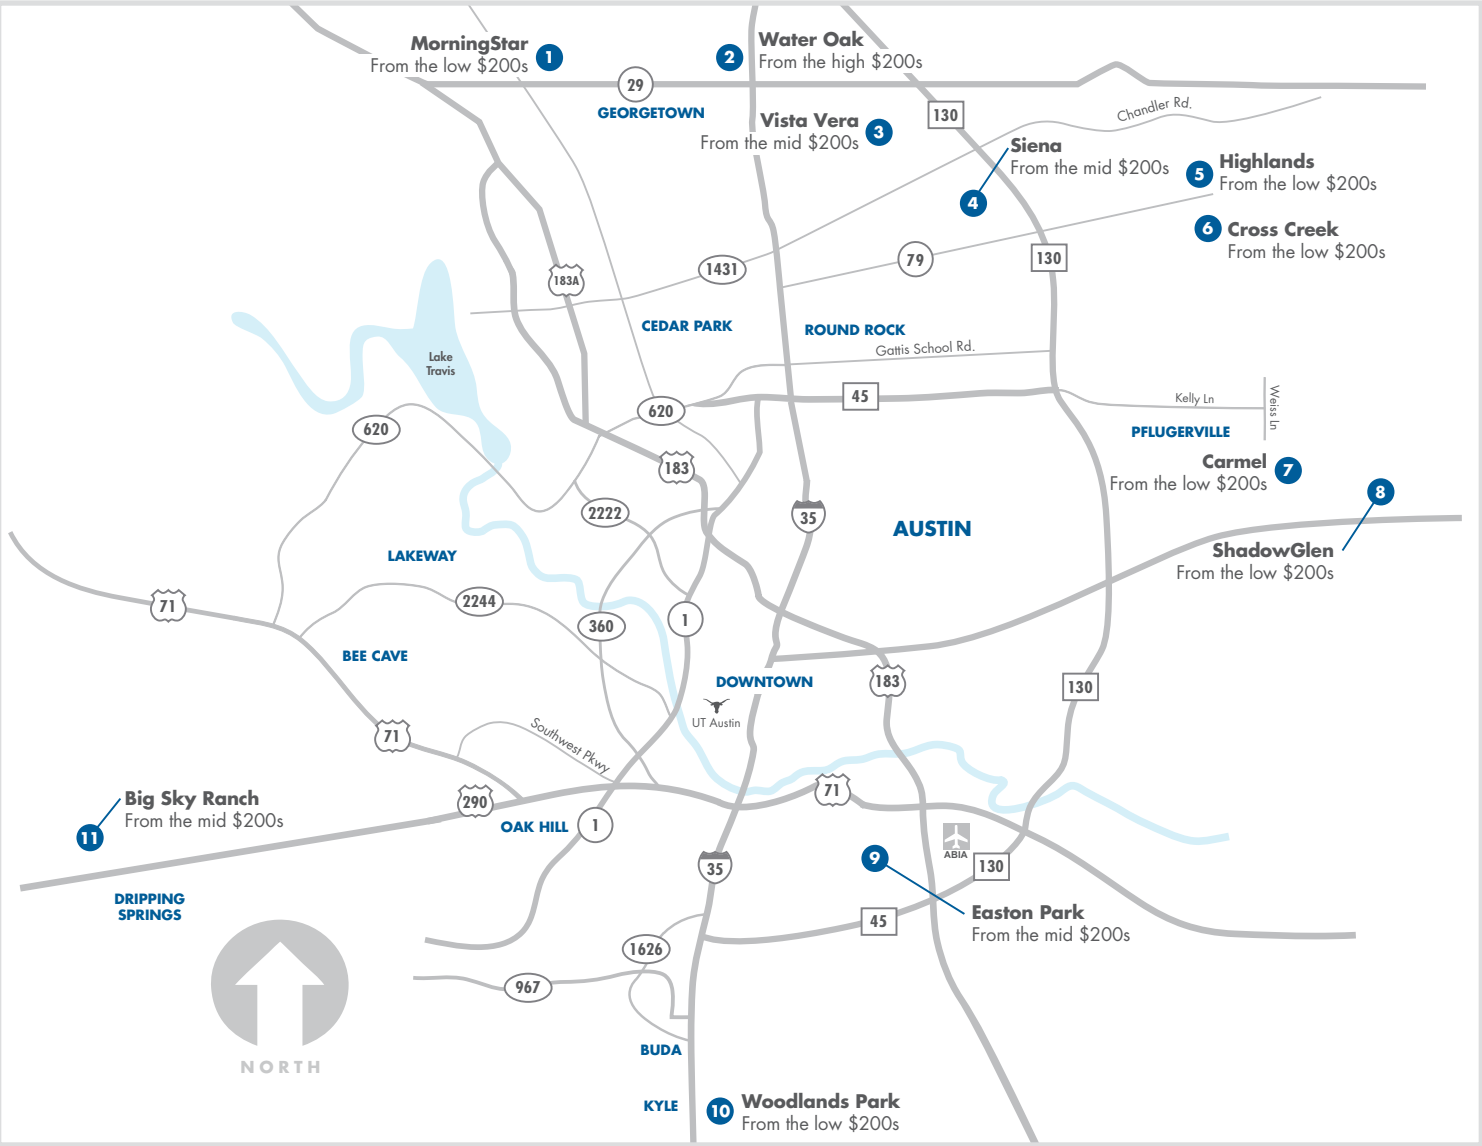 MorningStar
From the low $200s
1
2
Water Oak
From the high $200s
29
GEORGETOWN
130
Chandler Rd.
Vista Vera
From the mid $200s
3
Siena
From the mid $200s
4
5
Highlands
From the low $200s
6
Cross Creek
From the low $200s
1431
79
130
183A
CEDAR PARK
ROUND ROCK
Gattis School Rd.
Lake
Travis
620
45
Kelly Ln
Weiss Ln
620
PFLUGERVILLE
183
Carmel
From the low $200s
7
8
2222
35
AUSTIN
ShadowGlen
From the low $200s
LAKEWAY
71
2244
360
1
BEE CAVE
DOWNTOWN
183
130
UT Austin
71
Southwest Pkwy
71
290
Big Sky Ranch
From the mid $200s
11
OAK HILL
1
ABIA
130
9
35
DRIPPING
SPRINGS
Easton Park
From the mid $200s
45
1626
967
NORTH
BUDA
KYLE
10
Woodlands Park
From the low $200s